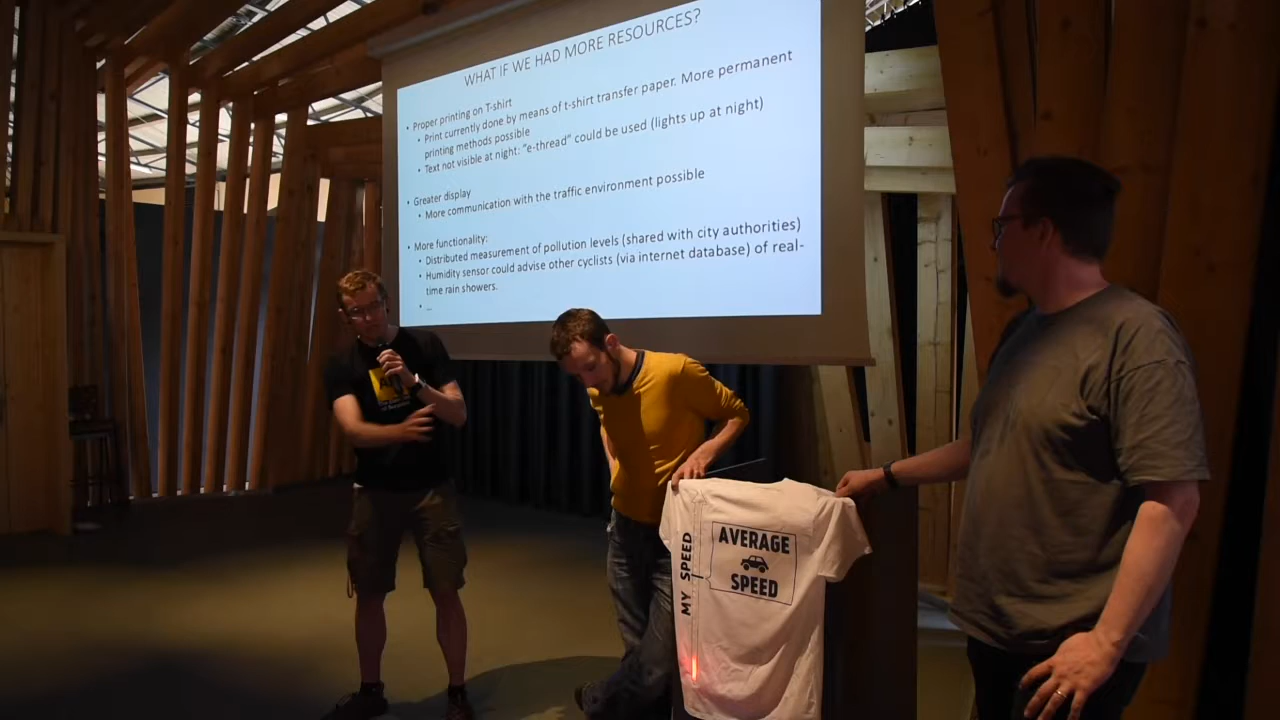 WHAT IF WE HAD MORE RESOURCES?
• Proper printing on T-shirt
• Print currently done by means of t-shirt transfer paper. More permanent
printing methods possible
• Text not visible at night: "e-thread" could be used (lights up at night)
• Greater display
• More communication with the traffic environment possible
• More functionality:
• Distributed measurement of pollution levels (shared with city authorities)
• Humidity sensor could advise other cyclists (via internet database) of real-
time rain showers.
• ...
MY SPEED
AVERAGE
SPEED